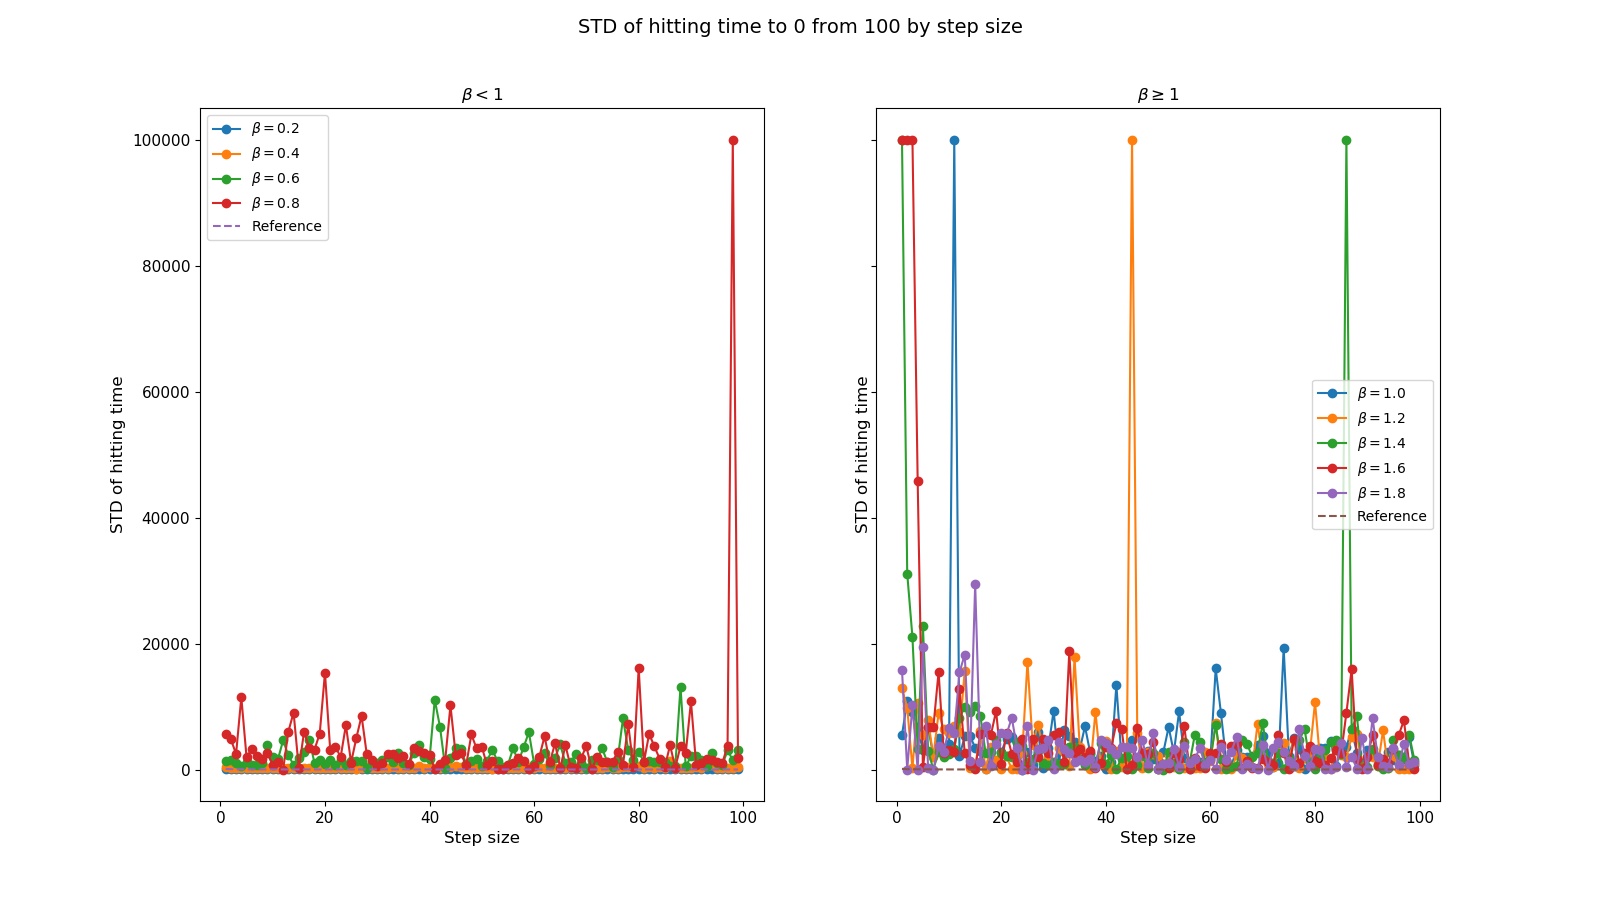 STD of hitting time to 0 from 100 by step size
β < 1
STD of hitting time
100000
80000
60000
40000
20000
0
β = 0.2
β = 0.4
β = 0.6
β = 0.8
Reference
0
20
40
60
80
100
Step size
β ≥ 1
STD of hitting time
β = 1.0
β = 1.2
β = 1.4
β = 1.6
β = 1.8
Reference
0
20
40
60
80
100
Step size